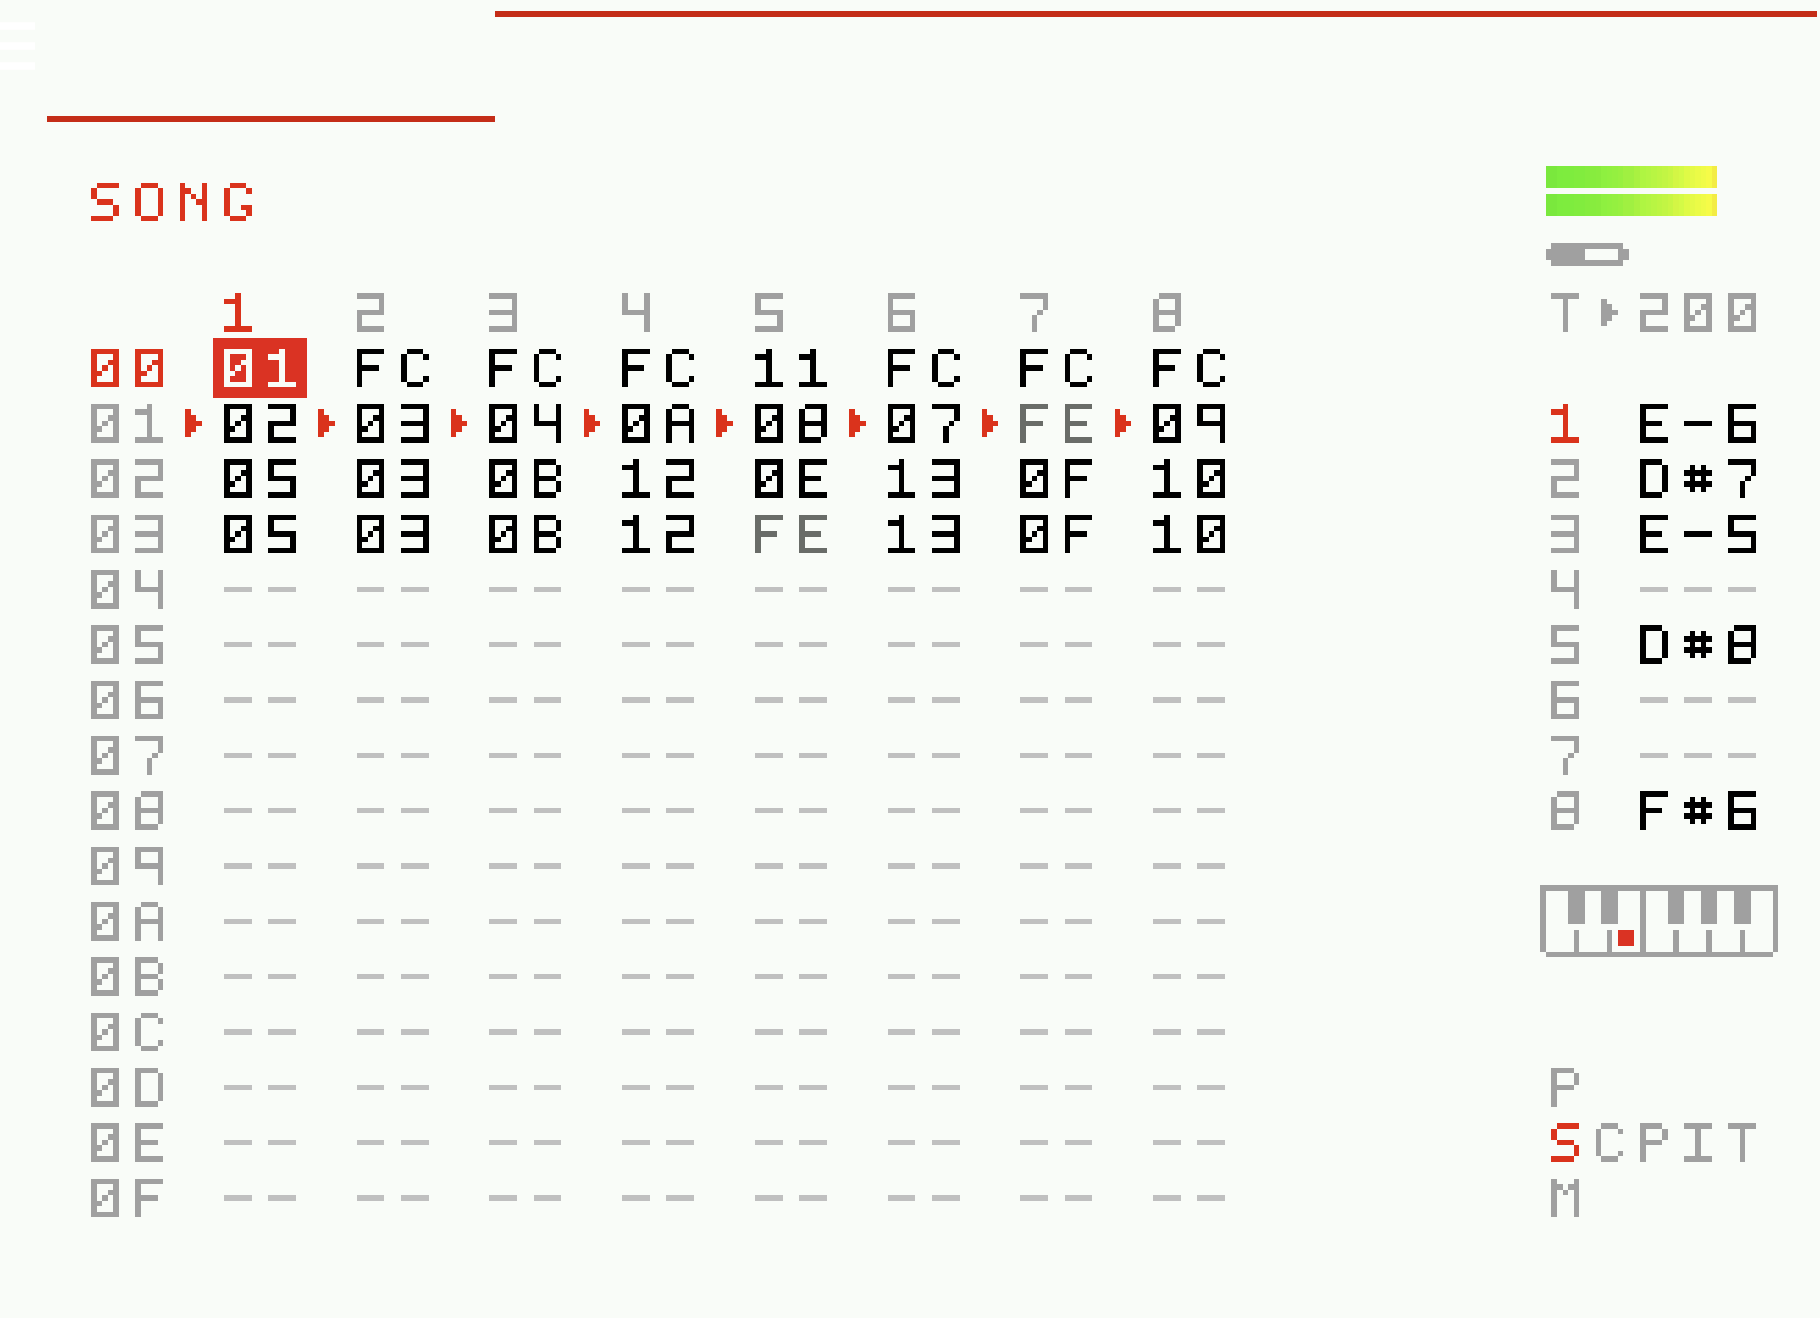 SONG
1 2 3 4 5 6 7 8 T 200
00 01 FC FC FC 11 FC FC FC
01 02 03 04 0A 08 07 FE 09 1 E-6
02 05 03 0B 12 0E 13 0F 10 2 D#7
03 05 03 0B 12 FE 13 0F 10 3 E-5
04 -- -- -- -- -- -- -- -- 4 ---
05 -- -- -- -- -- -- -- -- 5 D#8
06 -- -- -- -- -- -- -- -- 6 ---
07 -- -- -- -- -- -- -- -- 7 ---
08 -- -- -- -- -- -- -- -- 8 F#6
09 -- -- -- -- -- -- -- --
0A -- -- -- -- -- -- -- --
0B -- -- -- -- -- -- -- --
0C -- -- -- -- -- -- -- --
0D -- -- -- -- -- -- -- -- P
0E -- -- -- -- -- -- -- -- SCPIT
0F -- -- -- -- -- -- -- -- M